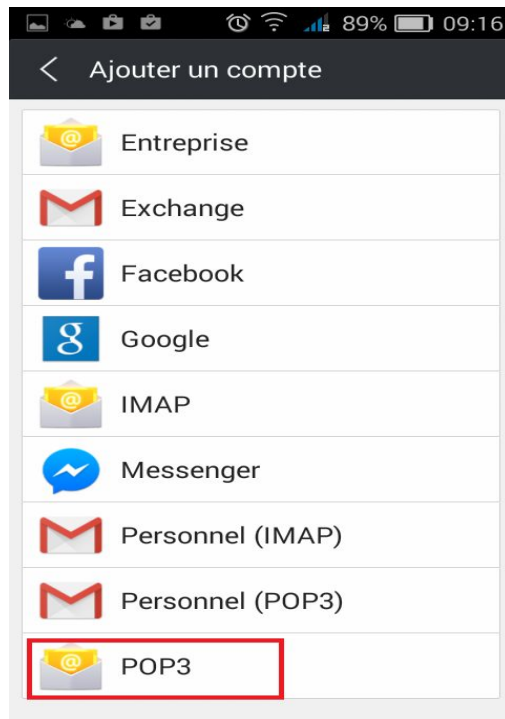 89% 09:16
Ajouter un compte
Entreprise
Exchange
Facebook
Google
IMAP
Messenger
Personnel (IMAP)
Personnel (POP3)
POP3